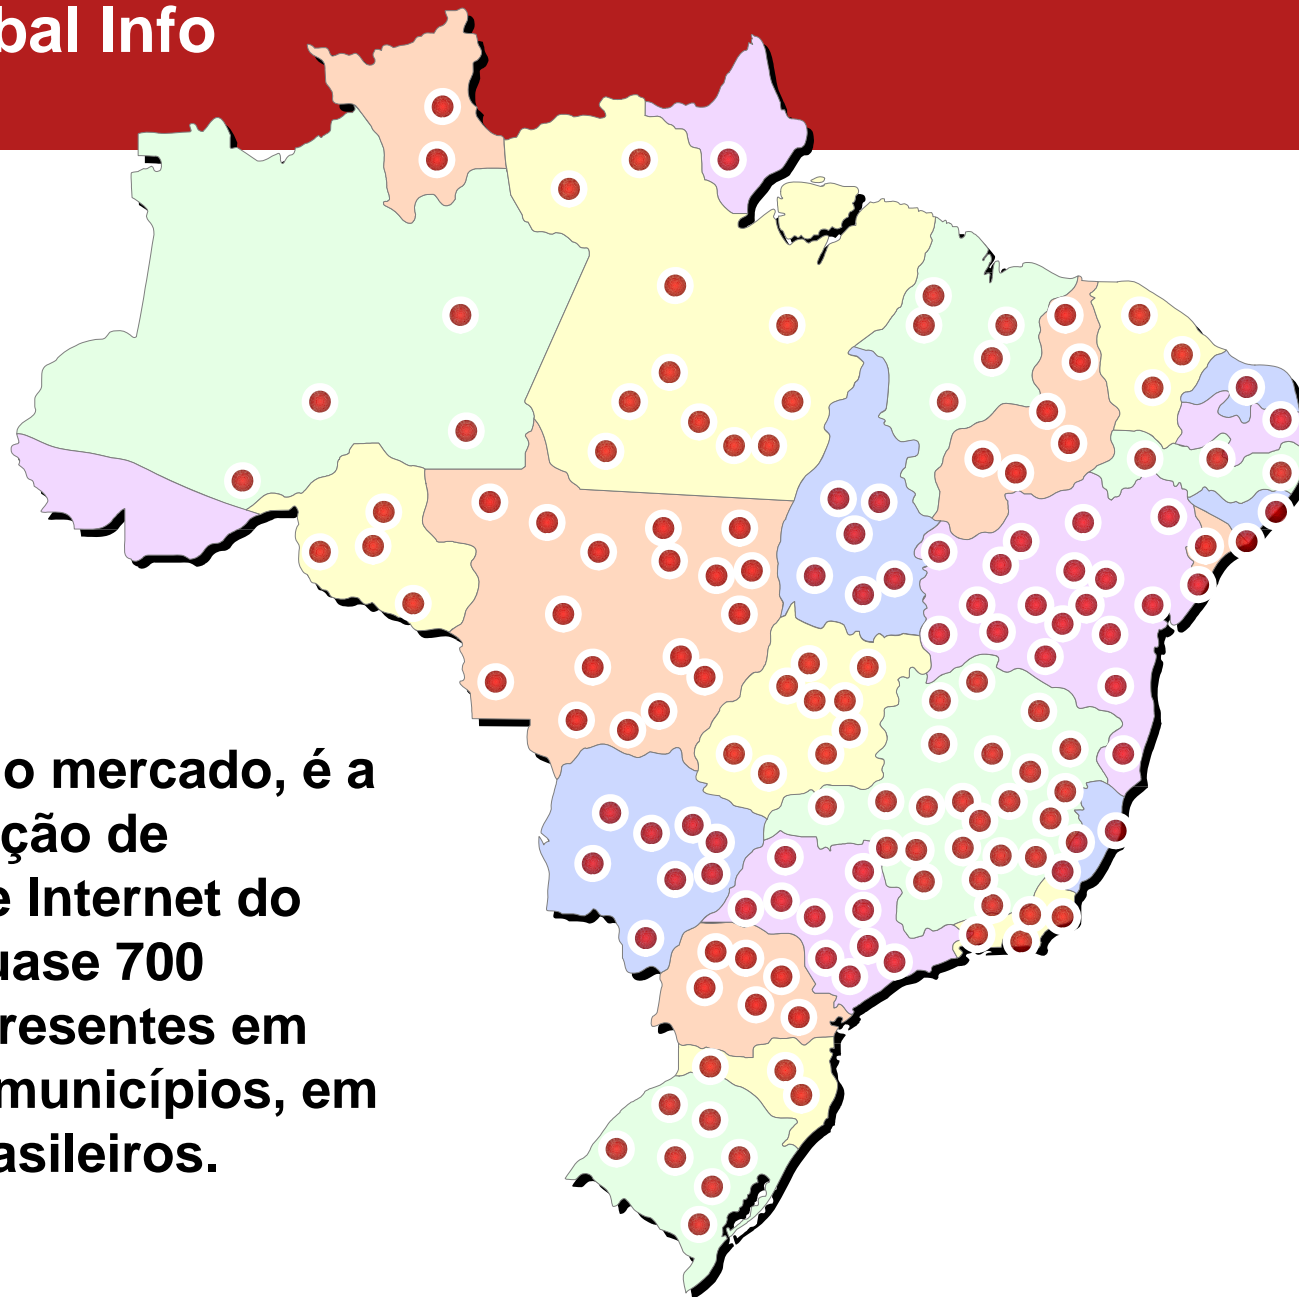 bal Info
o mercado, é a
ção de
e Internet do
uase 700
resentes em
municípios, em
asileiros.